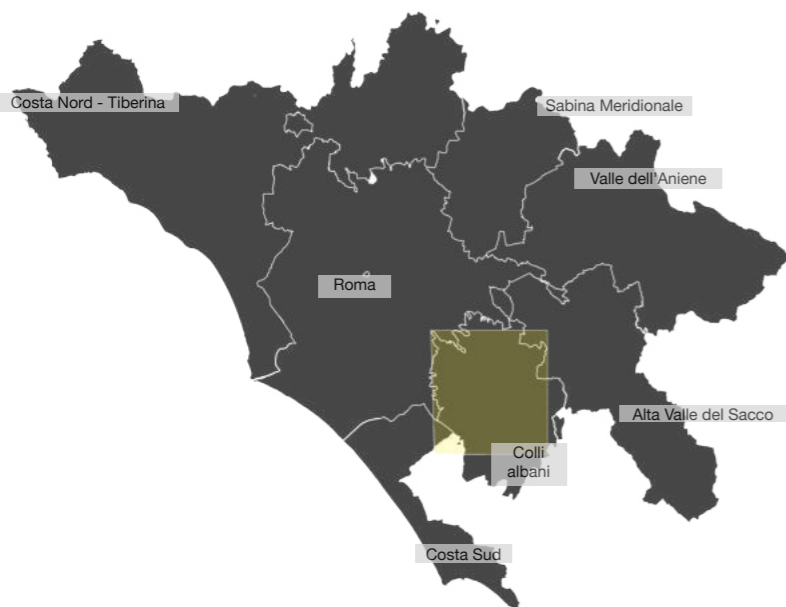 Costa Nord - Tiberina
Sabina Meridionale
Valle dell'Aniene
Roma
Alta Valle del Sacco
Colli
albani
Costa Sud